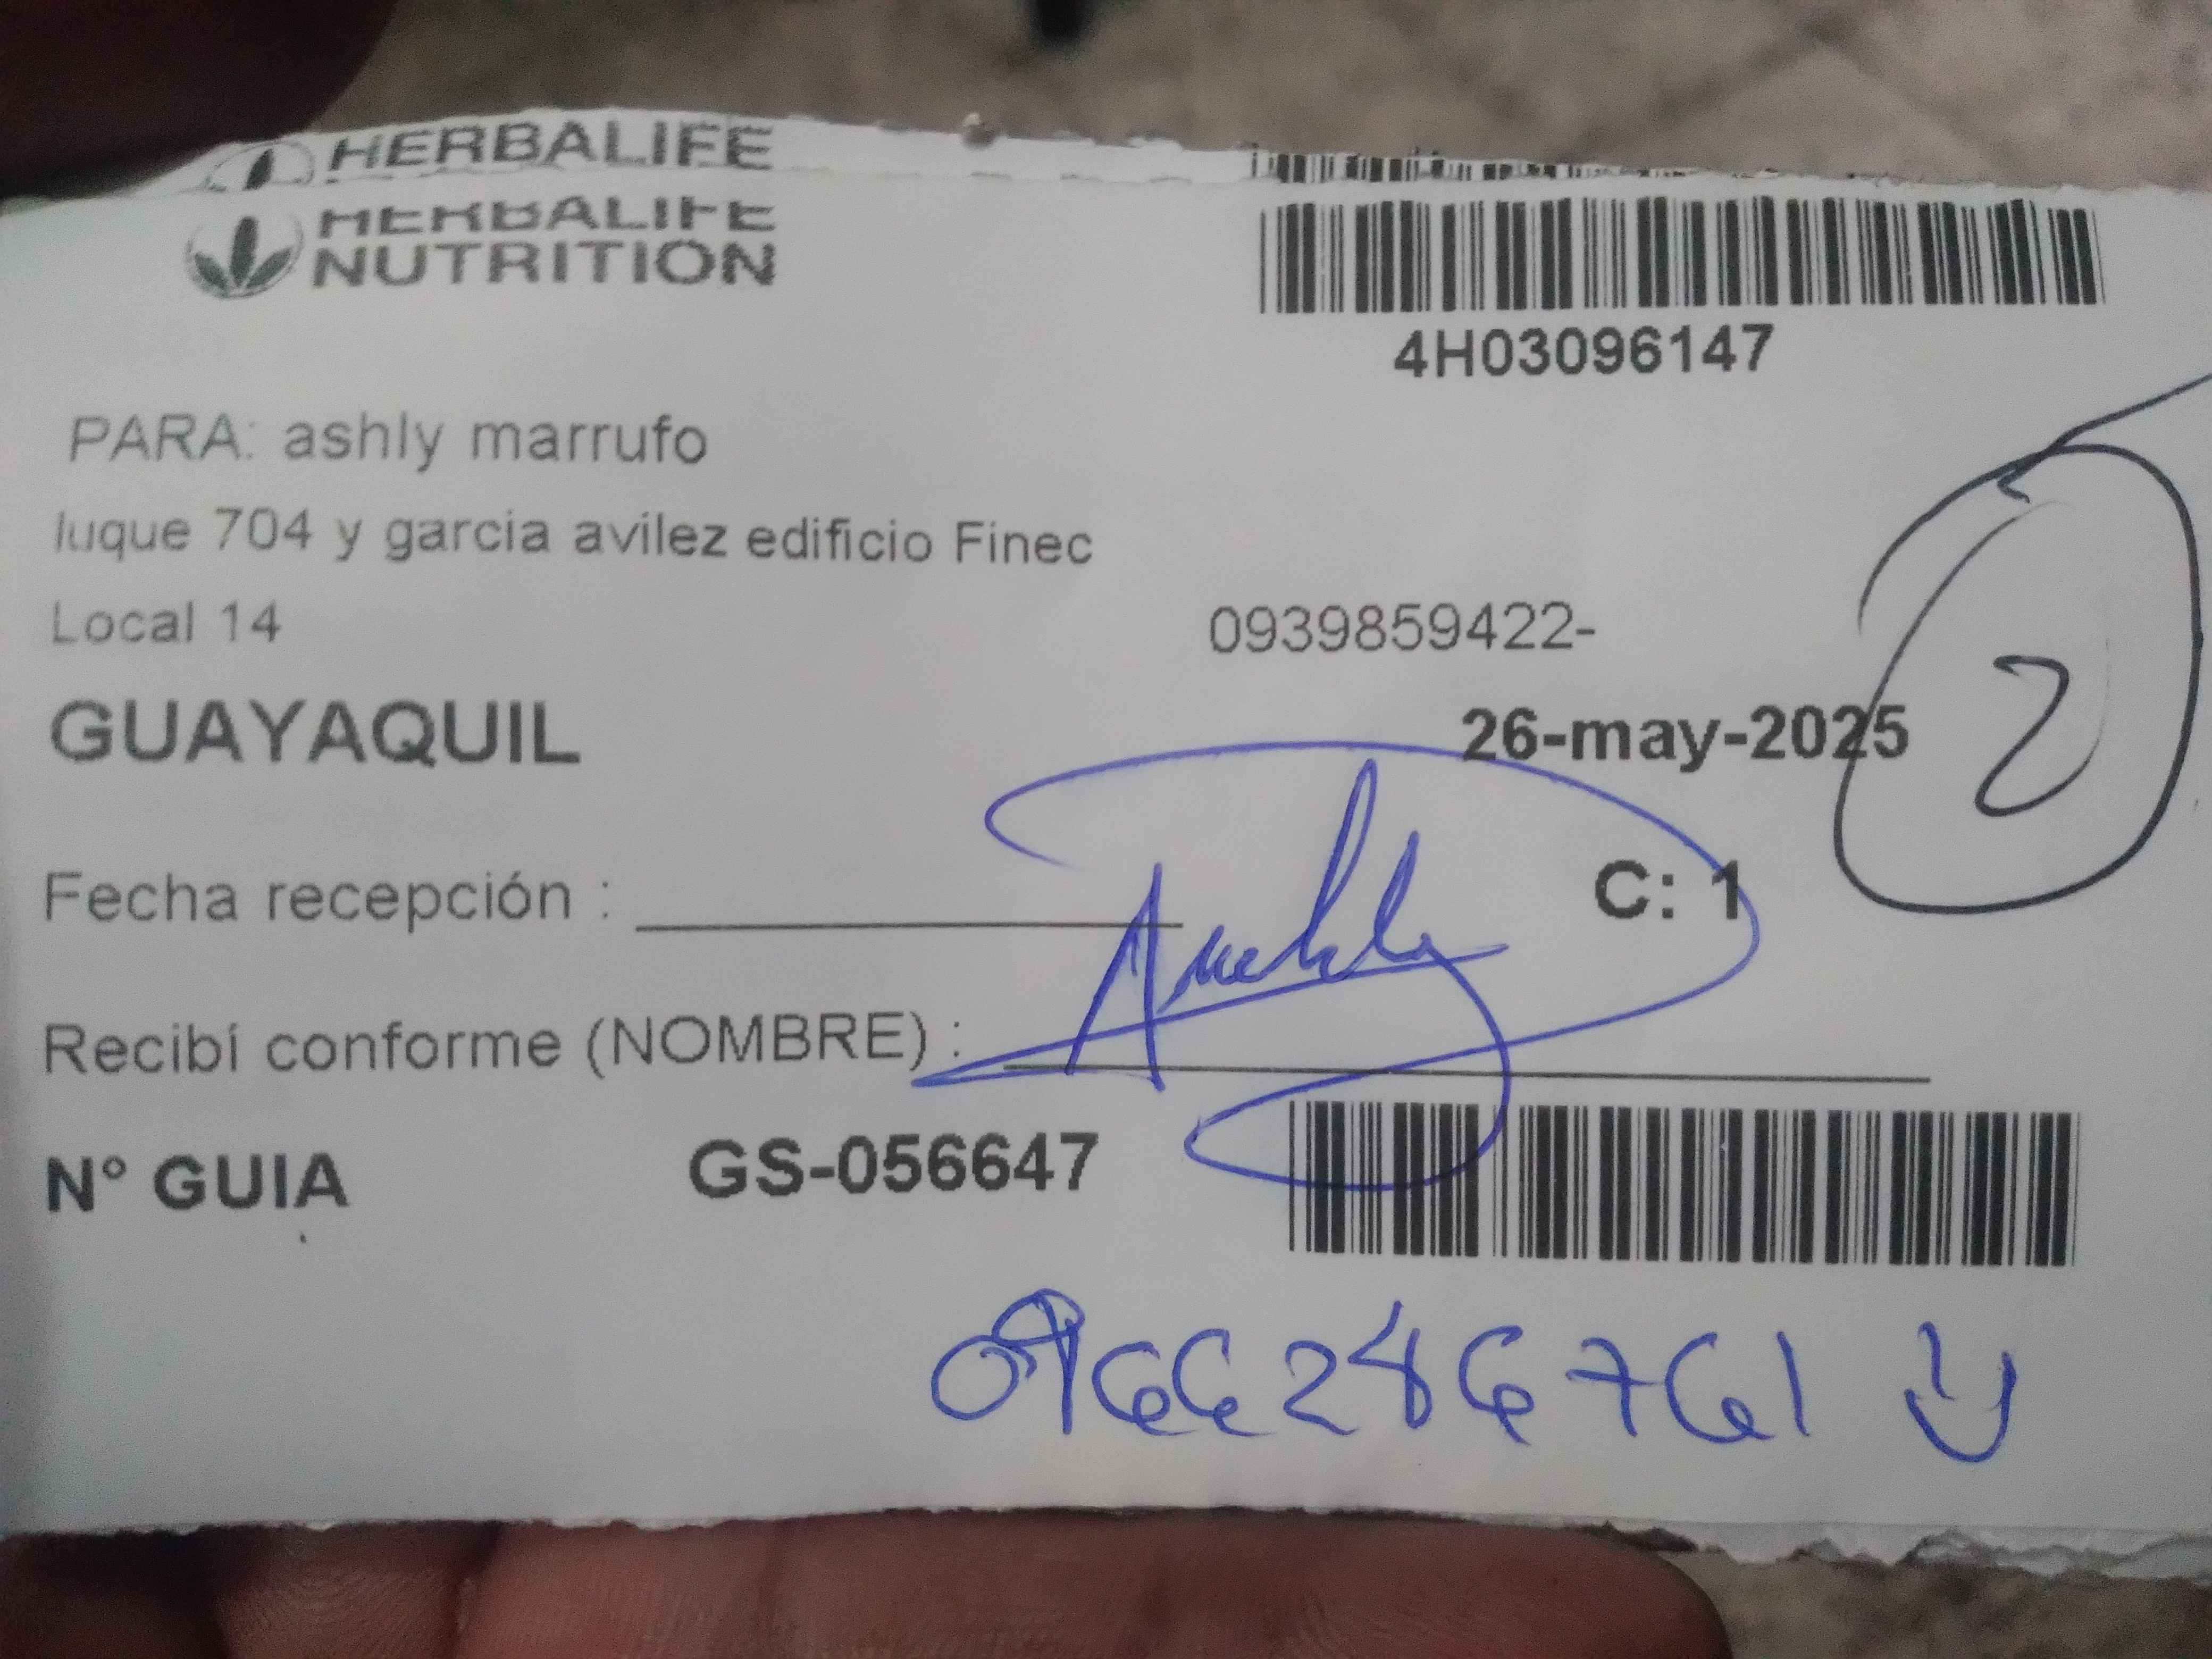 HERBALIFE
HERBALIFE
NUTRITION
4H03096147
PARA: ashly marrufo
luque 704 y garcia avilez edificio Finec
Local 14
0939859422-
GUAYAQUIL
26-may-2025
2
Fecha recepción :
C: 1
Recibí conforme (NOMBRE) :
N° GUIA GS-056647